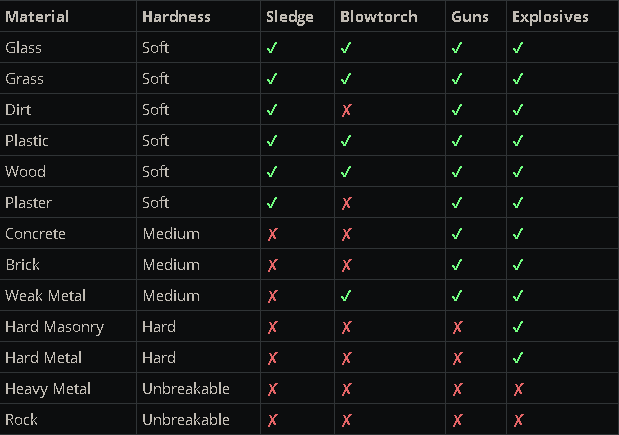 Material Hardness Sledge Blowtorch Guns Explosives
Glass Soft ✓ ✓ ✓ ✓
Grass Soft ✓ ✓ ✓ ✓
Dirt Soft ✓ ✗ ✓ ✓
Plastic Soft ✓ ✓ ✓ ✓
Wood Soft ✓ ✓ ✓ ✓
Plaster Soft ✓ ✗ ✓ ✓
Concrete Medium ✗ ✗ ✓ ✓
Brick Medium ✗ ✗ ✓ ✓
Weak Metal Medium ✗ ✓ ✓ ✓
Hard Masonry Hard ✗ ✗ ✗ ✓
Hard Metal Hard ✗ ✗ ✗ ✓
Heavy Metal Unbreakable ✗ ✗ ✗ ✗
Rock Unbreakable ✗ ✗ ✗ ✗